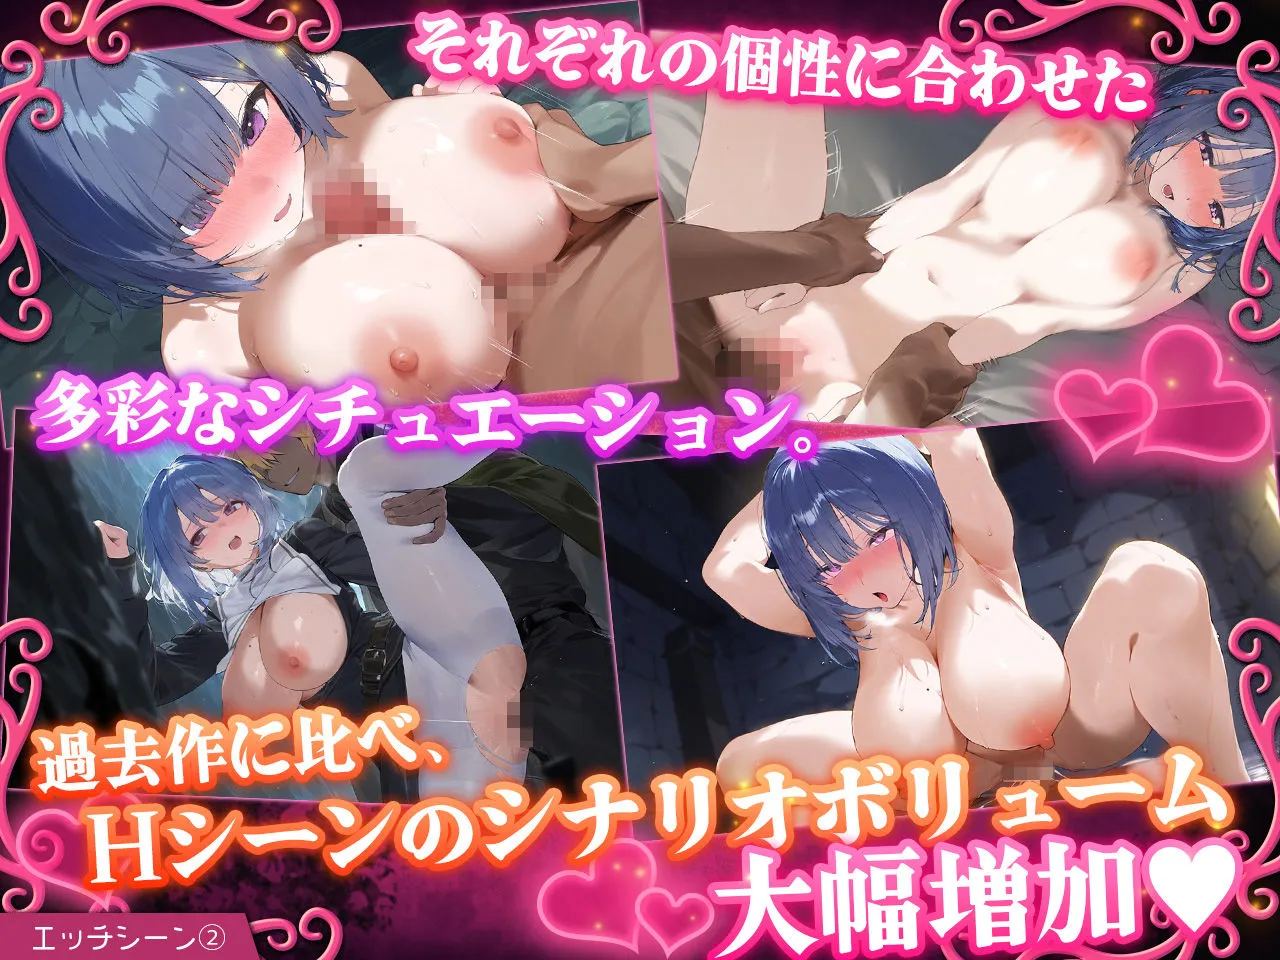 それぞれの個性に合わせた
多彩なシチュエーション。
過去作に比べ、
Hシーンのシナリオボリューム
大幅増加♥
エッチシーン②